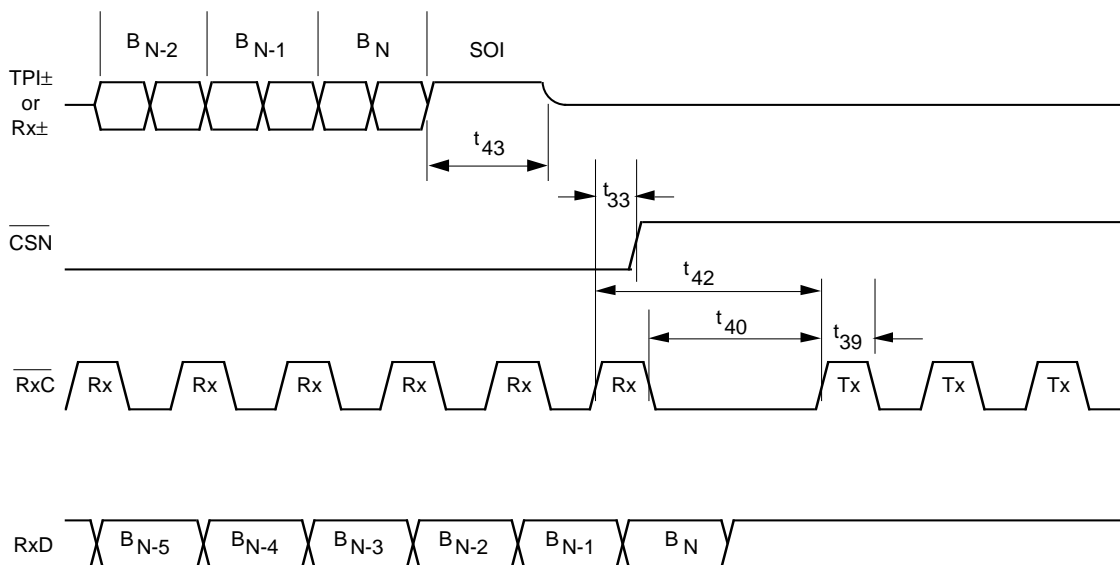 B N-2 B N-1 B N SOI
TPI±
or
Rx±
t 43
t 33
CSN
t 42
t 40 t 39
RxC Rx Rx Rx Rx Rx Rx Tx Tx Tx
RxD B N-5 B N-4 B N-3 B N-2 B N-1 B N